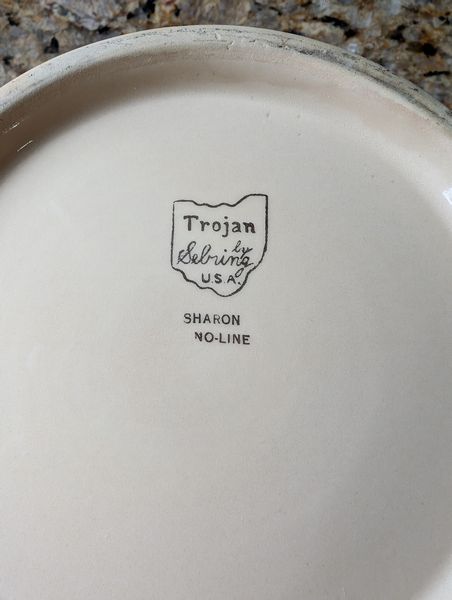 Trojan
by
Sebring
U.S.A.
SHARON
NO-LINE